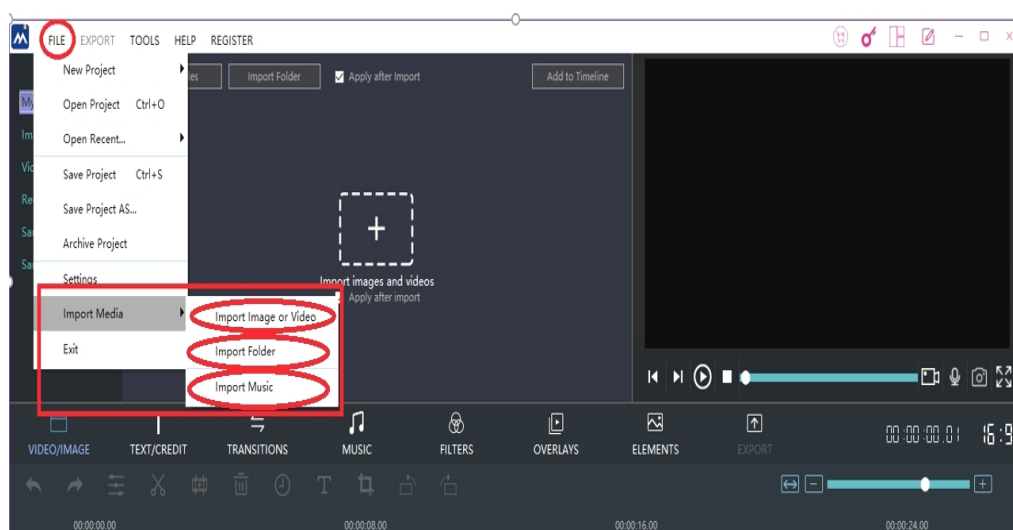 FILE EXPORT TOOLS HELP REGISTER
New Project
Import Folder Apply after Import Add to Timeline
Open Project Ctrl+O
Open Recent...
Save Project Ctrl+S
Save Project AS...
Archive Project
Settings
Import images and videos
Apply after import
Import Media
Import Image or Video
Exit
Import Folder
Import Music
VIDEO/IMAGE TEXT/CREDIT TRANSITIONS MUSIC FILTERS OVERLAYS ELEMENTS EXPORT
00:00:00.01 16:9
00:00:00.00 00:00:08.00 00:00:16.00 00:00:24.00